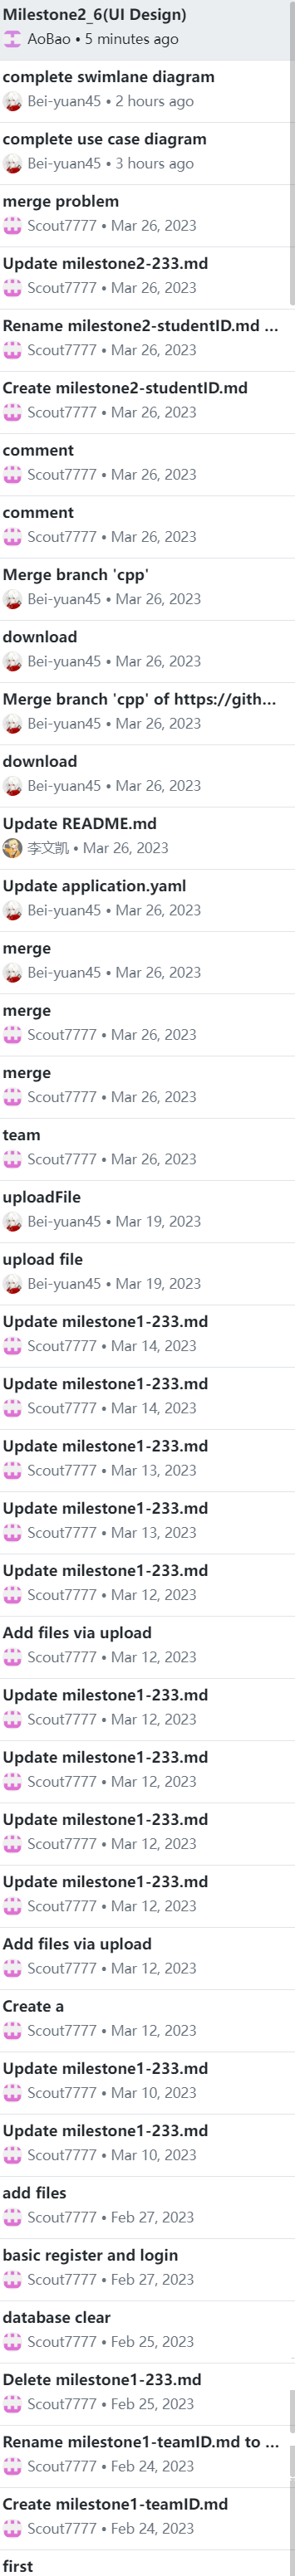 Milestone2_6(UI Design)
AoBao • 5 minutes ago
complete swimlane diagram
Bei-yuan45 • 2 hours ago
complete use case diagram
Bei-yuan45 • 3 hours ago
merge problem
Scout7777 • Mar 26, 2023
Update milestone2-233.md
Scout7777 • Mar 26, 2023
Rename milestone2-studentID.md ...
Scout7777 • Mar 26, 2023
Create milestone2-studentID.md
Scout7777 • Mar 26, 2023
comment
Scout7777 • Mar 26, 2023
comment
Scout7777 • Mar 26, 2023
Merge branch 'cpp'
Bei-yuan45 • Mar 26, 2023
download
Bei-yuan45 • Mar 26, 2023
Merge branch 'cpp' of https://gith...
Bei-yuan45 • Mar 26, 2023
download
Bei-yuan45 • Mar 26, 2023
Update README.md
李文凯 • Mar 26, 2023
Update application.yaml
Bei-yuan45 • Mar 26, 2023
merge
Bei-yuan45 • Mar 26, 2023
merge
Scout7777 • Mar 26, 2023
merge
Scout7777 • Mar 26, 2023
team
Scout7777 • Mar 26, 2023
uploadFile
Bei-yuan45 • Mar 19, 2023
upload file
Bei-yuan45 • Mar 19, 2023
Update milestone1-233.md
Scout7777 • Mar 14, 2023
Update milestone1-233.md
Scout7777 • Mar 14, 2023
Update milestone1-233.md
Scout7777 • Mar 13, 2023
Update milestone1-233.md
Scout7777 • Mar 13, 2023
Update milestone1-233.md
Scout7777 • Mar 12, 2023
Add files via upload
Scout7777 • Mar 12, 2023
Update milestone1-233.md
Scout7777 • Mar 12, 2023
Update milestone1-233.md
Scout7777 • Mar 12, 2023
Update milestone1-233.md
Scout7777 • Mar 12, 2023
Update milestone1-233.md
Scout7777 • Mar 12, 2023
Add files via upload
Scout7777 • Mar 12, 2023
Create a
Scout7777 • Mar 12, 2023
Update milestone1-233.md
Scout7777 • Mar 10, 2023
Update milestone1-233.md
Scout7777 • Mar 10, 2023
add files
Scout7777 • Feb 27, 2023
basic register and login
Scout7777 • Feb 27, 2023
database clear
Scout7777 • Feb 25, 2023
Delete milestone1-233.md
Scout7777 • Feb 25, 2023
Rename milestone1-teamID.md to ...
Scout7777 • Feb 24, 2023
Create milestone1-teamID.md
Scout7777 • Feb 24, 2023
first